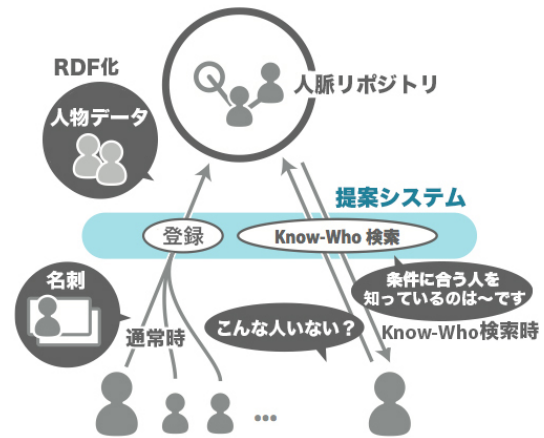 RDF化
人物データ
人脈リポジトリ
提案システム
登録
Know-Who 検索
名刺
通常時
こんな人いない?
条件に合う人を
知っているのは〜です
Know-Who検索時
…